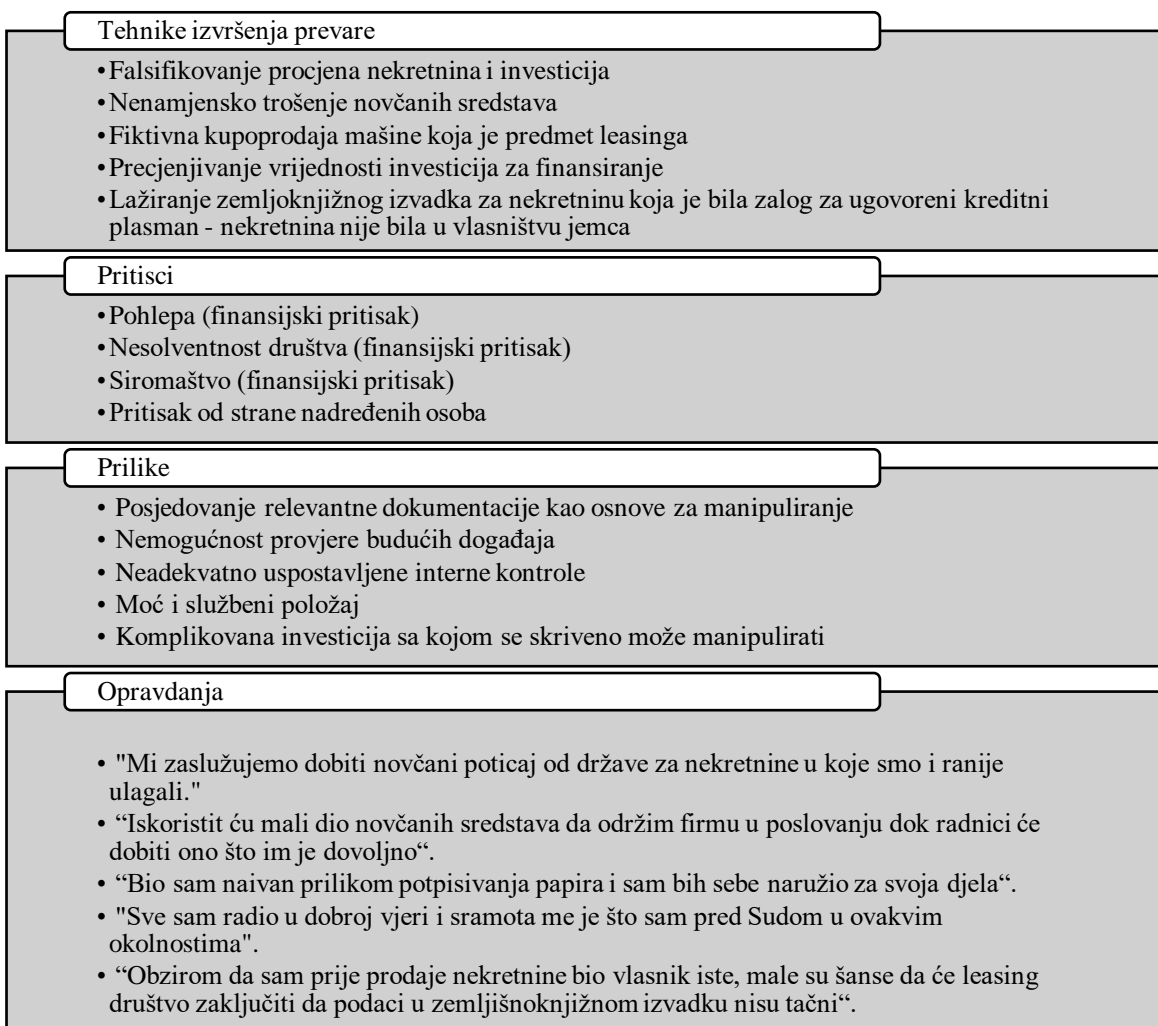 Tehnike izvršenja prevare
•Falsifikovanje procjena nekretnina i investicija
•Nenamjensko trošenje novčanih sredstava
•Fiktivna kupoprodaja mašine koja je predmet leasinga
•Precjenjivanje vrijednosti investicija za finansiranje
•Lažiranje zemljoknjižnog izvadka za nekretninu koja je bila zalog za ugovoreni kreditni
plasman - nekretnina nije bila u vlasništvu jemca
Pritisci
•Pohlepa (finansijski pritisak)
•Nesolventnost društva (finansijski pritisak)
•Siromaštvo (finansijski pritisak)
•Pritisak od strane nadređenih osoba
Prilike
• Posjedovanje relevantne dokumentacije kao osnove za manipuliranje
• Nemogućnost provjere budućih događaja
• Neadekvatno uspostavljene interne kontrole
• Moć i službeni položaj
• Komplikovana investicija sa kojom se skriveno može manipulirati
Opravdanja
• "Mi zaslužujemo dobiti novčani poticaj od države za nekretnine u koje smo i ranije
ulagali."
• “Iskoristit ću mali dio novčanih sredstava da održim firmu u poslovanju dok radnici će
dobiti ono što im je dovoljno“.
• “Bio sam naivan prilikom potpisivanja papira i sam bih sebe naružio za svoja djela“.
• "Sve sam radio u dobroj vjeri i sramota me je što sam pred Sudom u ovakvim
okolnostima".
• “Obzirom da sam prije prodaje nekretnine bio vlasnik iste, male su šanse da će leasing
društvo zaključiti da podaci u zemljišnoknjižnom izvadku nisu tačni“.